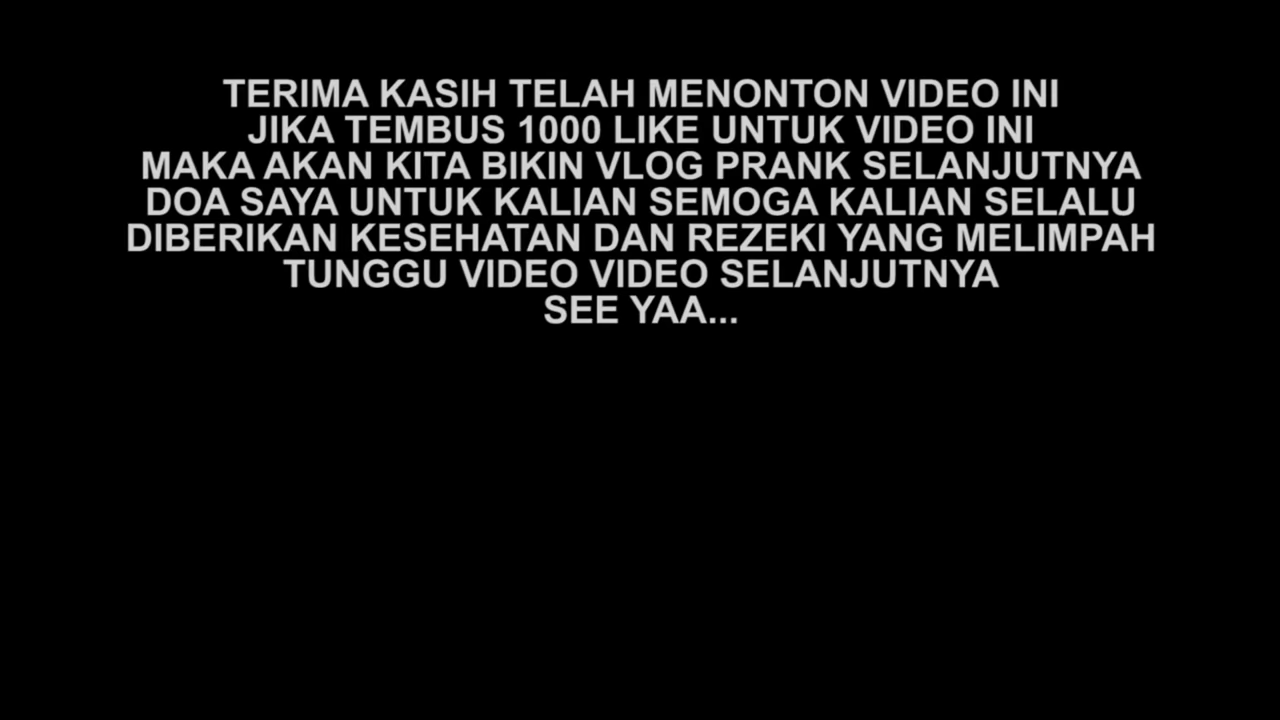 TERIMA KASIH TELAH MENONTON VIDEO INI
JIKA TEMBUS 1000 LIKE UNTUK VIDEO INI
MAKA AKAN KITA BIKIN VLOG PRANK SELANJUTNYA
DOA SAYA UNTUK KALIAN SEMOGA KALIAN SELALU
DIBERIKAN KESEHATAN DAN REZEKI YANG MELIMPAH
TUNGGU VIDEO VIDEO SELANJUTNYA
SEE YAA...